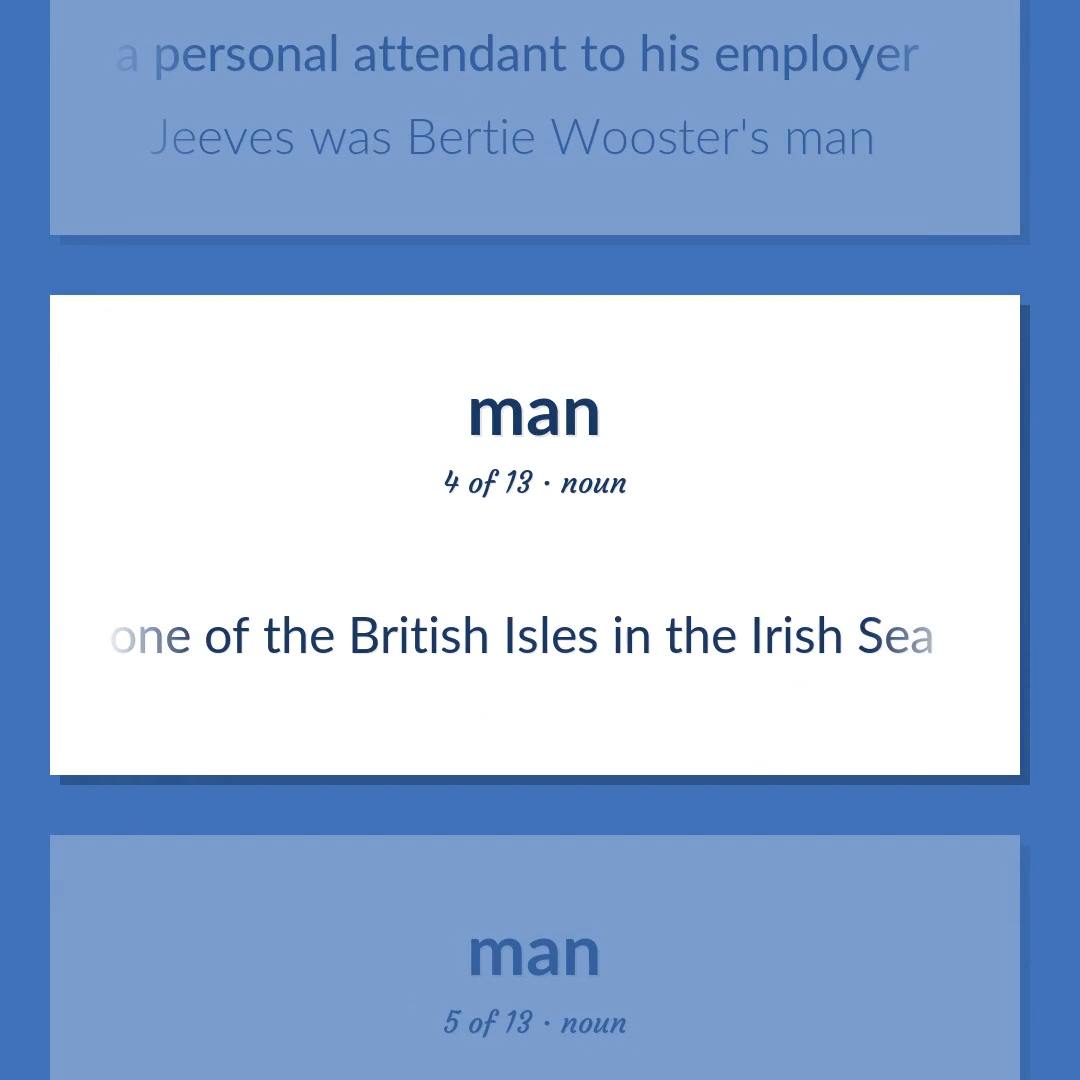 a personal attendant to his employer
Jeeves was Bertie Wooster's man
man
4 of 13 · noun
one of the British Isles in the Irish Sea
man
5 of 13 · noun